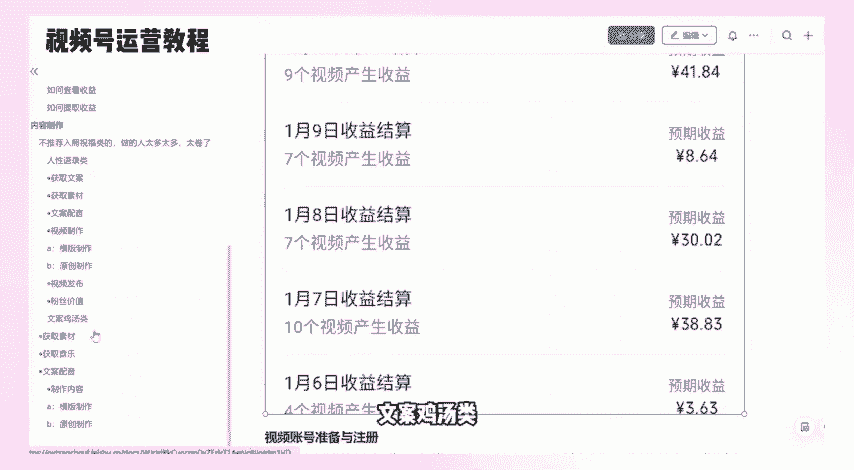 视频号运营教程
编辑
如何查看收益
如何提取收益
内容制作
不推荐入局祝福类的，做的人太多太多，太卷了
人性语录类
•获取文案
•获取素材
•文案配音
•视频制作
a：横版制作
b：原创制作
•视频发布
•粉丝价值
文案鸡汤类
•获取素材
•获取音乐
•文案配音
•制作内容
a：横版制作
b：原创制作
预期收益
9个视频产生收益
¥41.84
1月9日收益结算
预期收益
7个视频产生收益
¥8.64
1月8日收益结算
预期收益
7个视频产生收益
¥30.02
1月7日收益结算
预期收益
10个视频产生收益
¥38.83
1月6日收益结算
预期收益
4个视频产生收益
¥3.63
文案鸡汤类
视频账号准备与注册